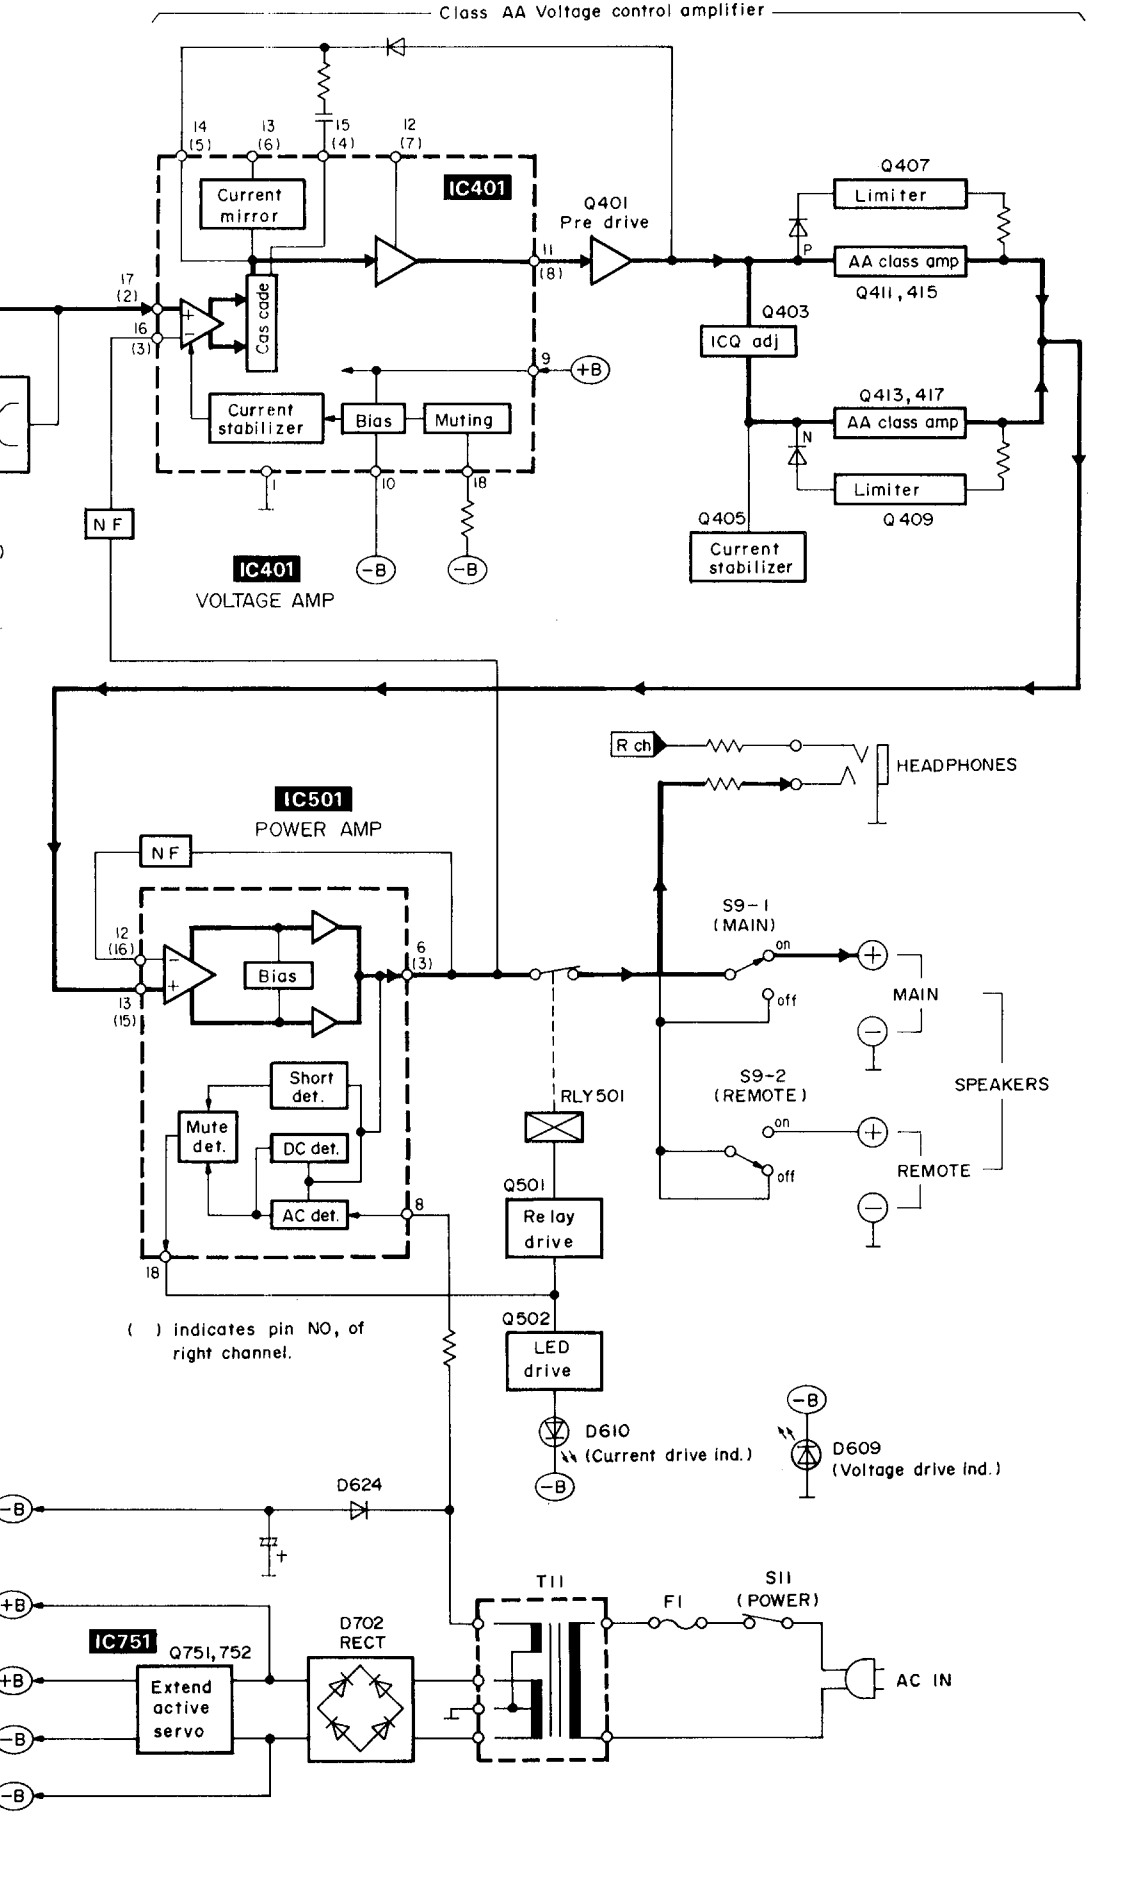 Class AA Voltage control amplifier
14
(5)
13
(6)
15
(4)
12
(7)
IC401
Current
mirror
Q401
Pre drive
11
(8)
Q407
Limiter
P
AA class amp
Q411, 415
17
(2)
+
16
(3)
−
Cas cade
Q403
ICQ adj
9
+B
Current
stabilizer
Bias
Muting
Q413, 417
AA class amp
N
Limiter
Q409
1
10
18
NF
)
Q405
Current
stabilizer
IC401
−B
−B
VOLTAGE AMP
R ch
HEADPHONES
IC501
POWER AMP
NF
12
(16)
−
+
13
(15)
Bias
6
(3)
S9-1
(MAIN)
on
+
off
MAIN
−
SPEAKERS
Short
det.
Mute
det.
DC det.
AC det.
8
18
RLY501
S9-2
(REMOTE)
on
+
off
REMOTE
−
Q501
Relay
drive
( ) indicates pin NO, of
right channel.
Q502
LED
drive
D610
(Current drive ind.)
−B
−B
D609
(Voltage drive ind.)
D624
−B
+
T11
F1
S11
(POWER)
+B
IC751
Q751, 752
D702
RECT
+B
Extend
active
servo
−B
−B
AC IN